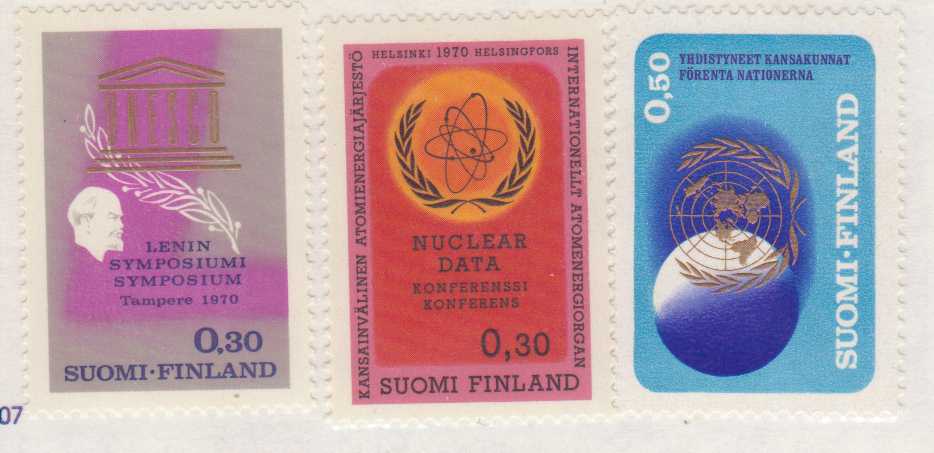 UNESCO
LENIN
SYMPOSIUMI
SYMPOSIUM
Tampere 1970
0,30
SUOMI·FINLAND
07
HELSINKI 1970 HELSINGFORS
KANSAINVÄLINEN ATOMIENERGIAJÄRJESTÖ
INTERNATIONELLT ATOMENERGIORGAN
NUCLEAR
DATA
KONFERENSSI
KONFERENS
0,30
SUOMI FINLAND
0,50
YHDISTYNEET KANSAKUNNAT
FÖRENTA NATIONERNA
SUOMI·FINLAND